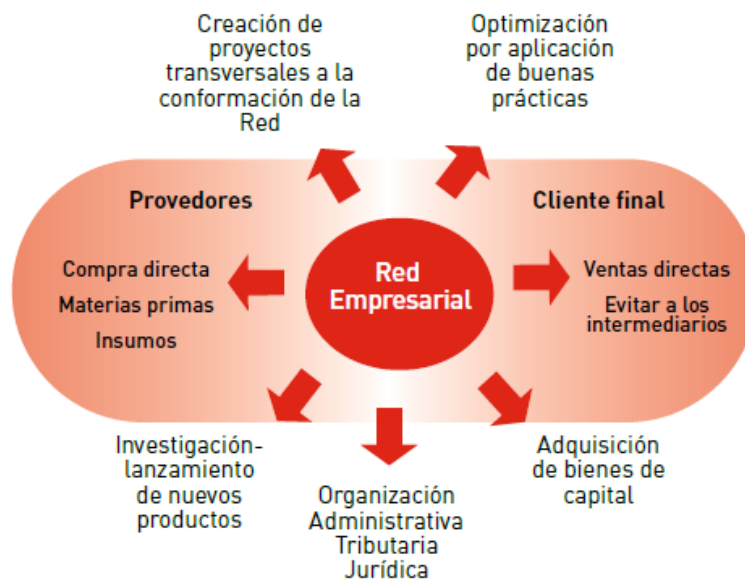 Creación de
proyectos
transversales a la
conformación de la
Red
Optimización
por aplicación
de buenas
prácticas
Provedores
Compra directa
Materias primas
Insumos
Red
Empresarial
Cliente final
Ventas directas
Evitar a los
intermediarios
Investigación-
lanzamiento
de nuevos
productos
Organización
Administrativa
Tributaria
Jurídica
Adquisición
de bienes de
capital